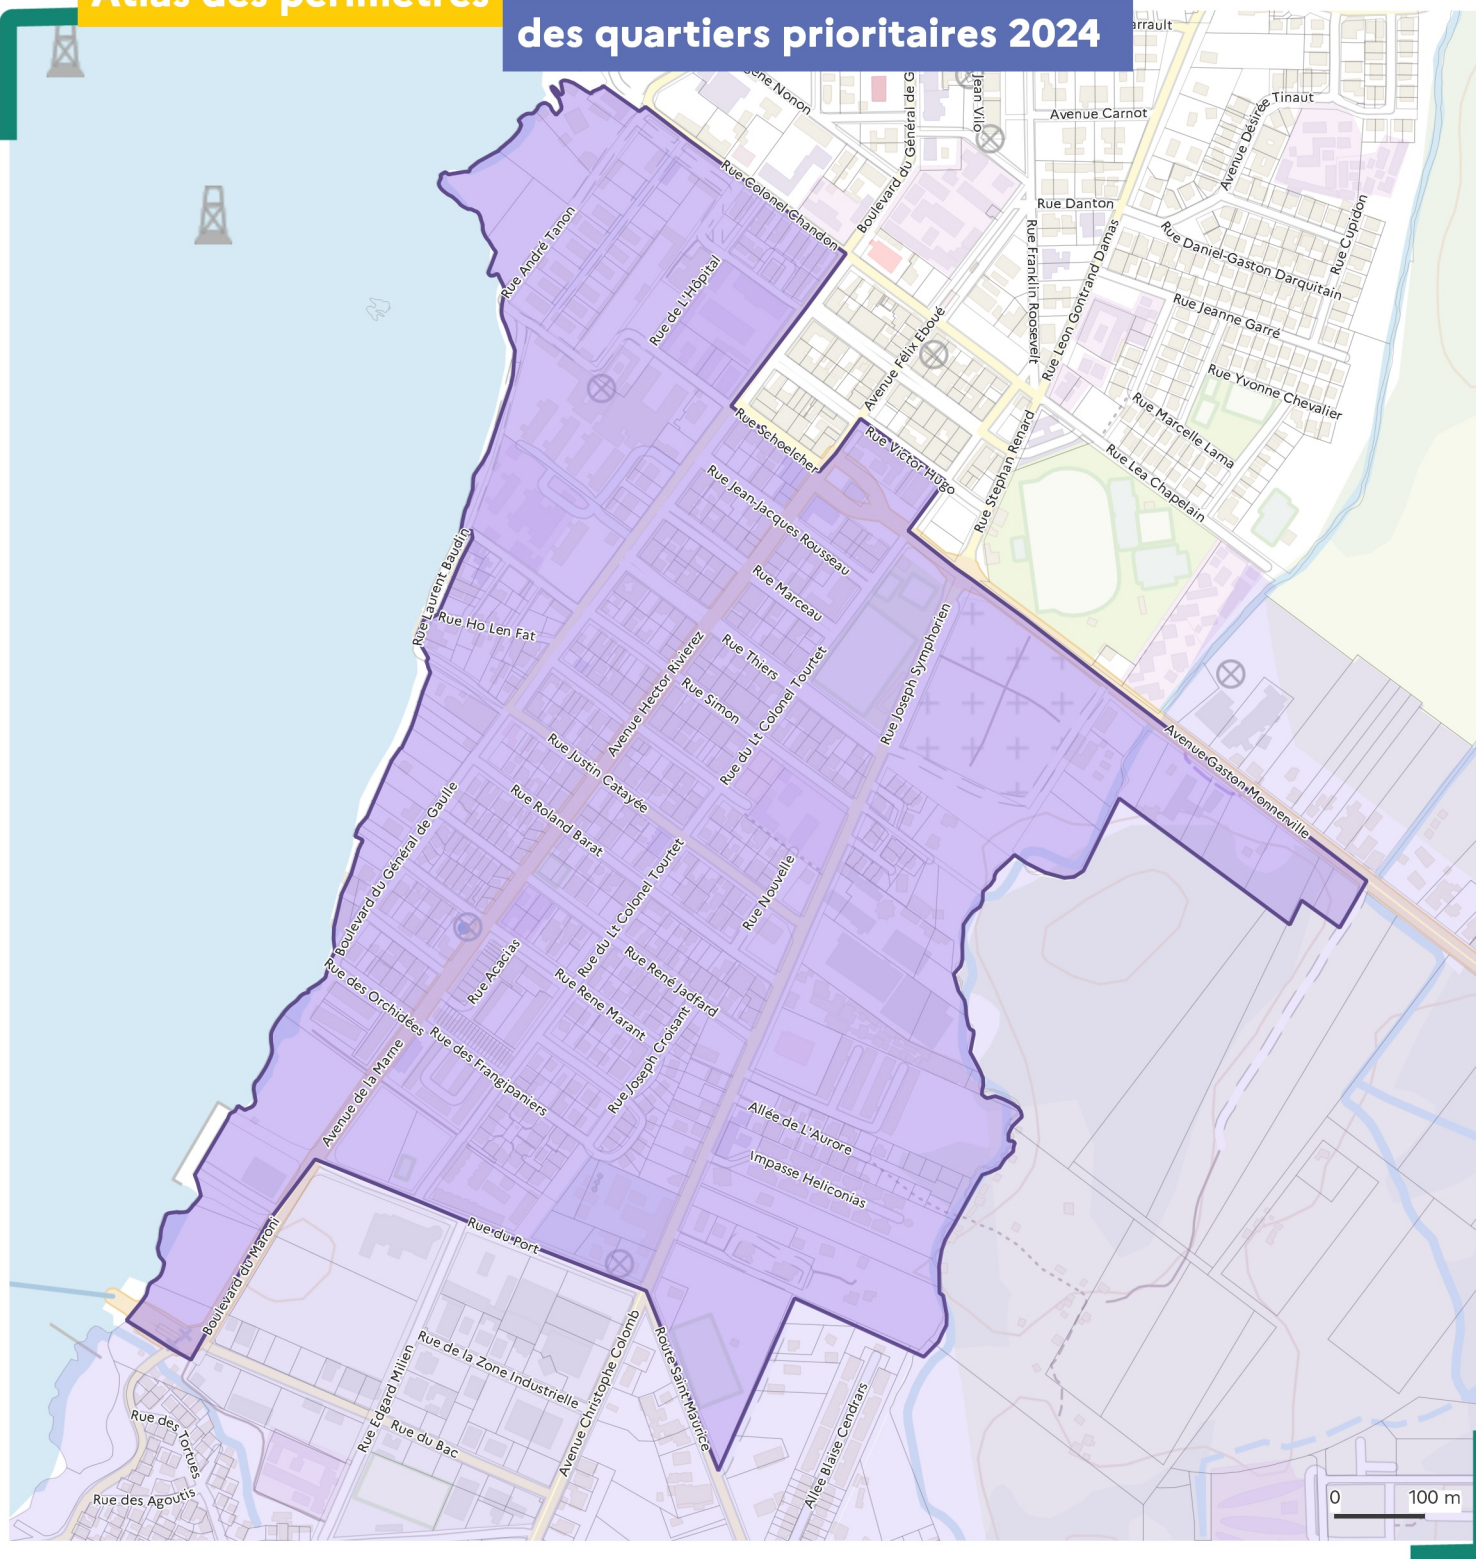 Atlas des périmètres
des quartiers prioritaires 2024
Avenue Carnot
Tinaut
Avenue Désirée
Jean Vilo
Boulevard du Général de G
Rue Colonel Chandon
Rue Danton
Rue Franklin Roosevelt
Rue Leon Gontrand Damas
Rue Daniel-Gaston Darquitain
Rue Cupidon
Rue Jeanne Garré
Rue Yvonne Chevalier
Rue Marcelle Lama
Rue Lea Chapelain
Rue André Tanon
Rue de L'Hôpital
Avenue Félix Eboué
Rue Schoelcher
Rue Victor Hugo
Rue Stephan Renard
Rue Jean-Jacques Rousseau
Rue Laurent Baudin
Rue Marceau
Rue Ho Len Fat
Rue Thiers
Rue Simon
Avenue Hector Rivierez
Rue du Lt Colonel Tourtet
Rue Joseph Symphorien
Avenue Gaston Monnerville
Rue Justin Catayée
Rue Roland Barat
Boulevard du Général de Gaulle
Rue du Lt Colonel Tourtet
Rue Nouvelle
Rue des Orchidées
Rue Acacias
Rue René Jadfard
Rue Rene Marant
Rue Joseph Croisant
Rue des Frangipaniers
Avenue de la Marne
Allée de L'Aurore
Impasse Heliconias
Rue du Port
Boulevard du Maroni
Rue de la Zone Industrielle
Rue Edgard Milien
Avenue Christophe Colomb
Route Saint-Maurice
Rue du Bac
Allee Blaise Cendrars
Rue des Tortues
Rue des Agoutis
0 100 m